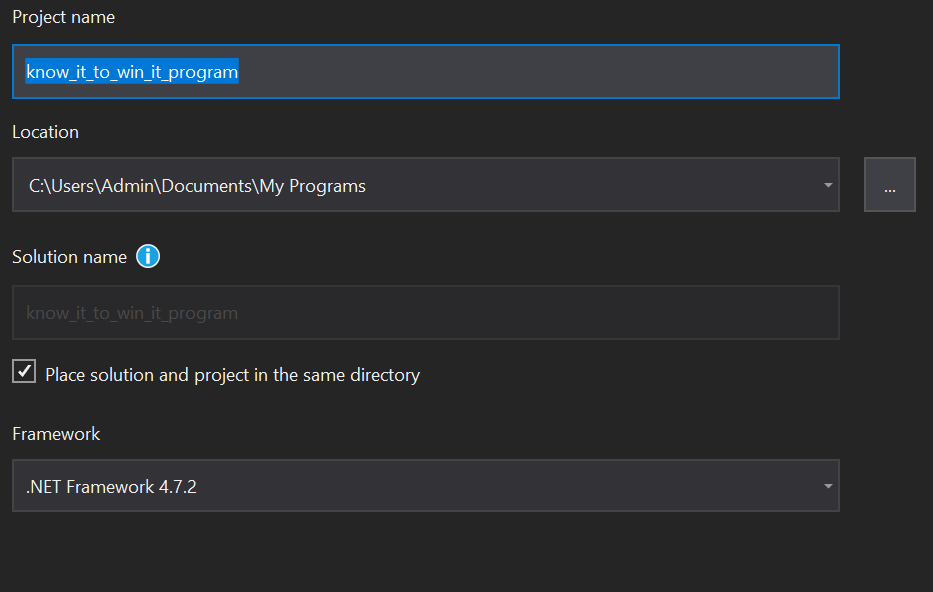 Project name
know_it_to_win_it_program
Location
C:\Users\Admin\Documents\My Programs
...
Solution name
know_it_to_win_it_program
Place solution and project in the same directory
Framework
.NET Framework 4.7.2